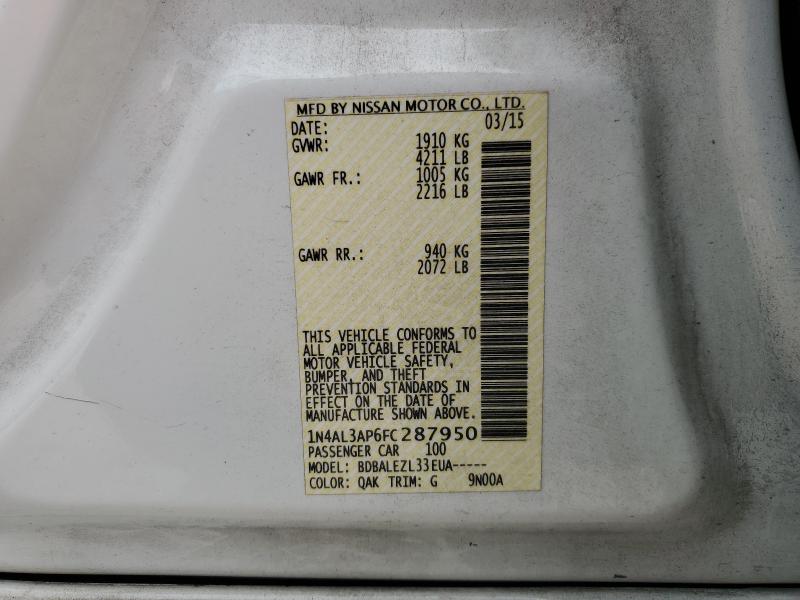 MFD BY NISSAN MOTOR CO., LTD.
DATE: 03/15
GVWR: 1910 KG
4211 LB
GAWR FR.: 1005 KG
2216 LB
GAWR RR.: 940 KG
2072 LB
THIS VEHICLE CONFORMS TO
ALL APPLICABLE FEDERAL
MOTOR VEHICLE SAFETY,
BUMPER, AND THEFT
PREVENTION STANDARDS IN
EFFECT ON THE DATE OF
MANUFACTURE SHOWN ABOVE.
1N4AL3AP6FC287950
PASSENGER CAR 100
MODEL: BDBALEZL33EUA-----
COLOR: QAK TRIM: G 9N00A